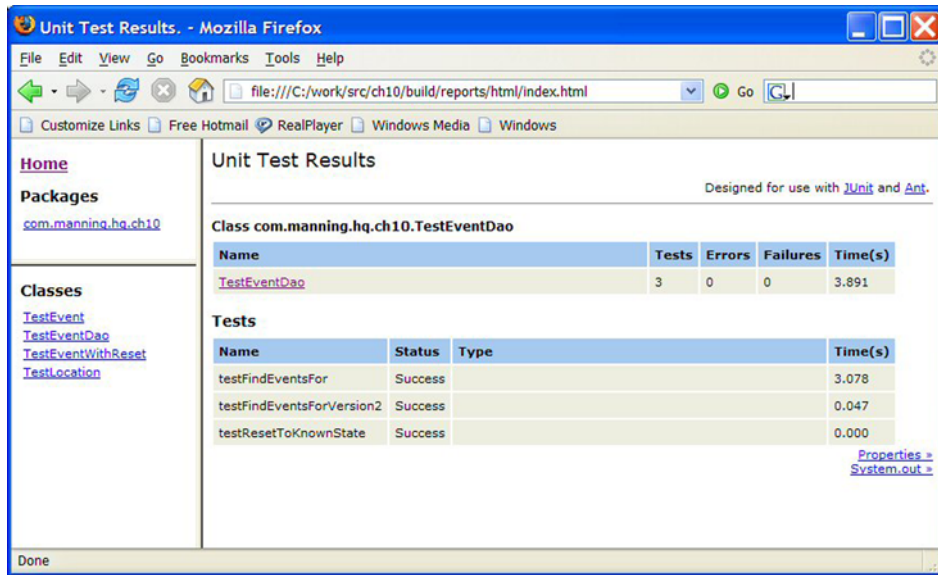 Unit Test Results. - Mozilla Firefox
File Edit View Go Bookmarks Tools Help
file:///C:/work/src/ch10/build/reports/html/index.html Go G
Customize Links Free Hotmail RealPlayer Windows Media Windows
Home
Packages
com.manning.hq.ch10
Classes
TestEvent
TestEventDao
TestEventWithReset
TestLocation
Unit Test Results
Designed for use with JUnit and Ant.
Class com.manning.hq.ch10.TestEventDao
Name Tests Errors Failures Time(s)
TestEventDao 3 0 0 3.891
Tests
Name Status Type Time(s)
testFindEventsFor Success 3.078
testFindEventsForVersion2 Success 0.047
testResetToKnownState Success 0.000
Properties »
System.out »
Done